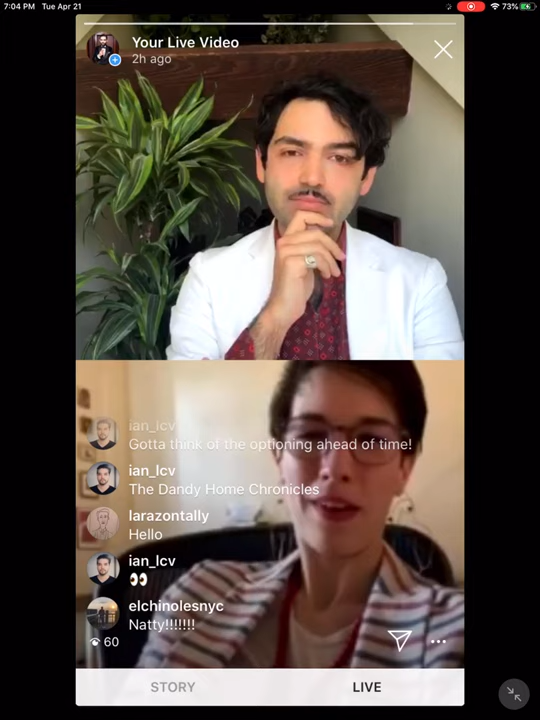 7:04 PM Tue Apr 21
73%
Your Live Video
2h ago
ian_lcv
Gotta think of the optioning ahead of time!
ian_lcv
The Dandy Home Chronicles
larazontally
Hello
ian_lcv
👀
elchinolesnyc
Natty!!!!!!!
60
STORY
LIVE